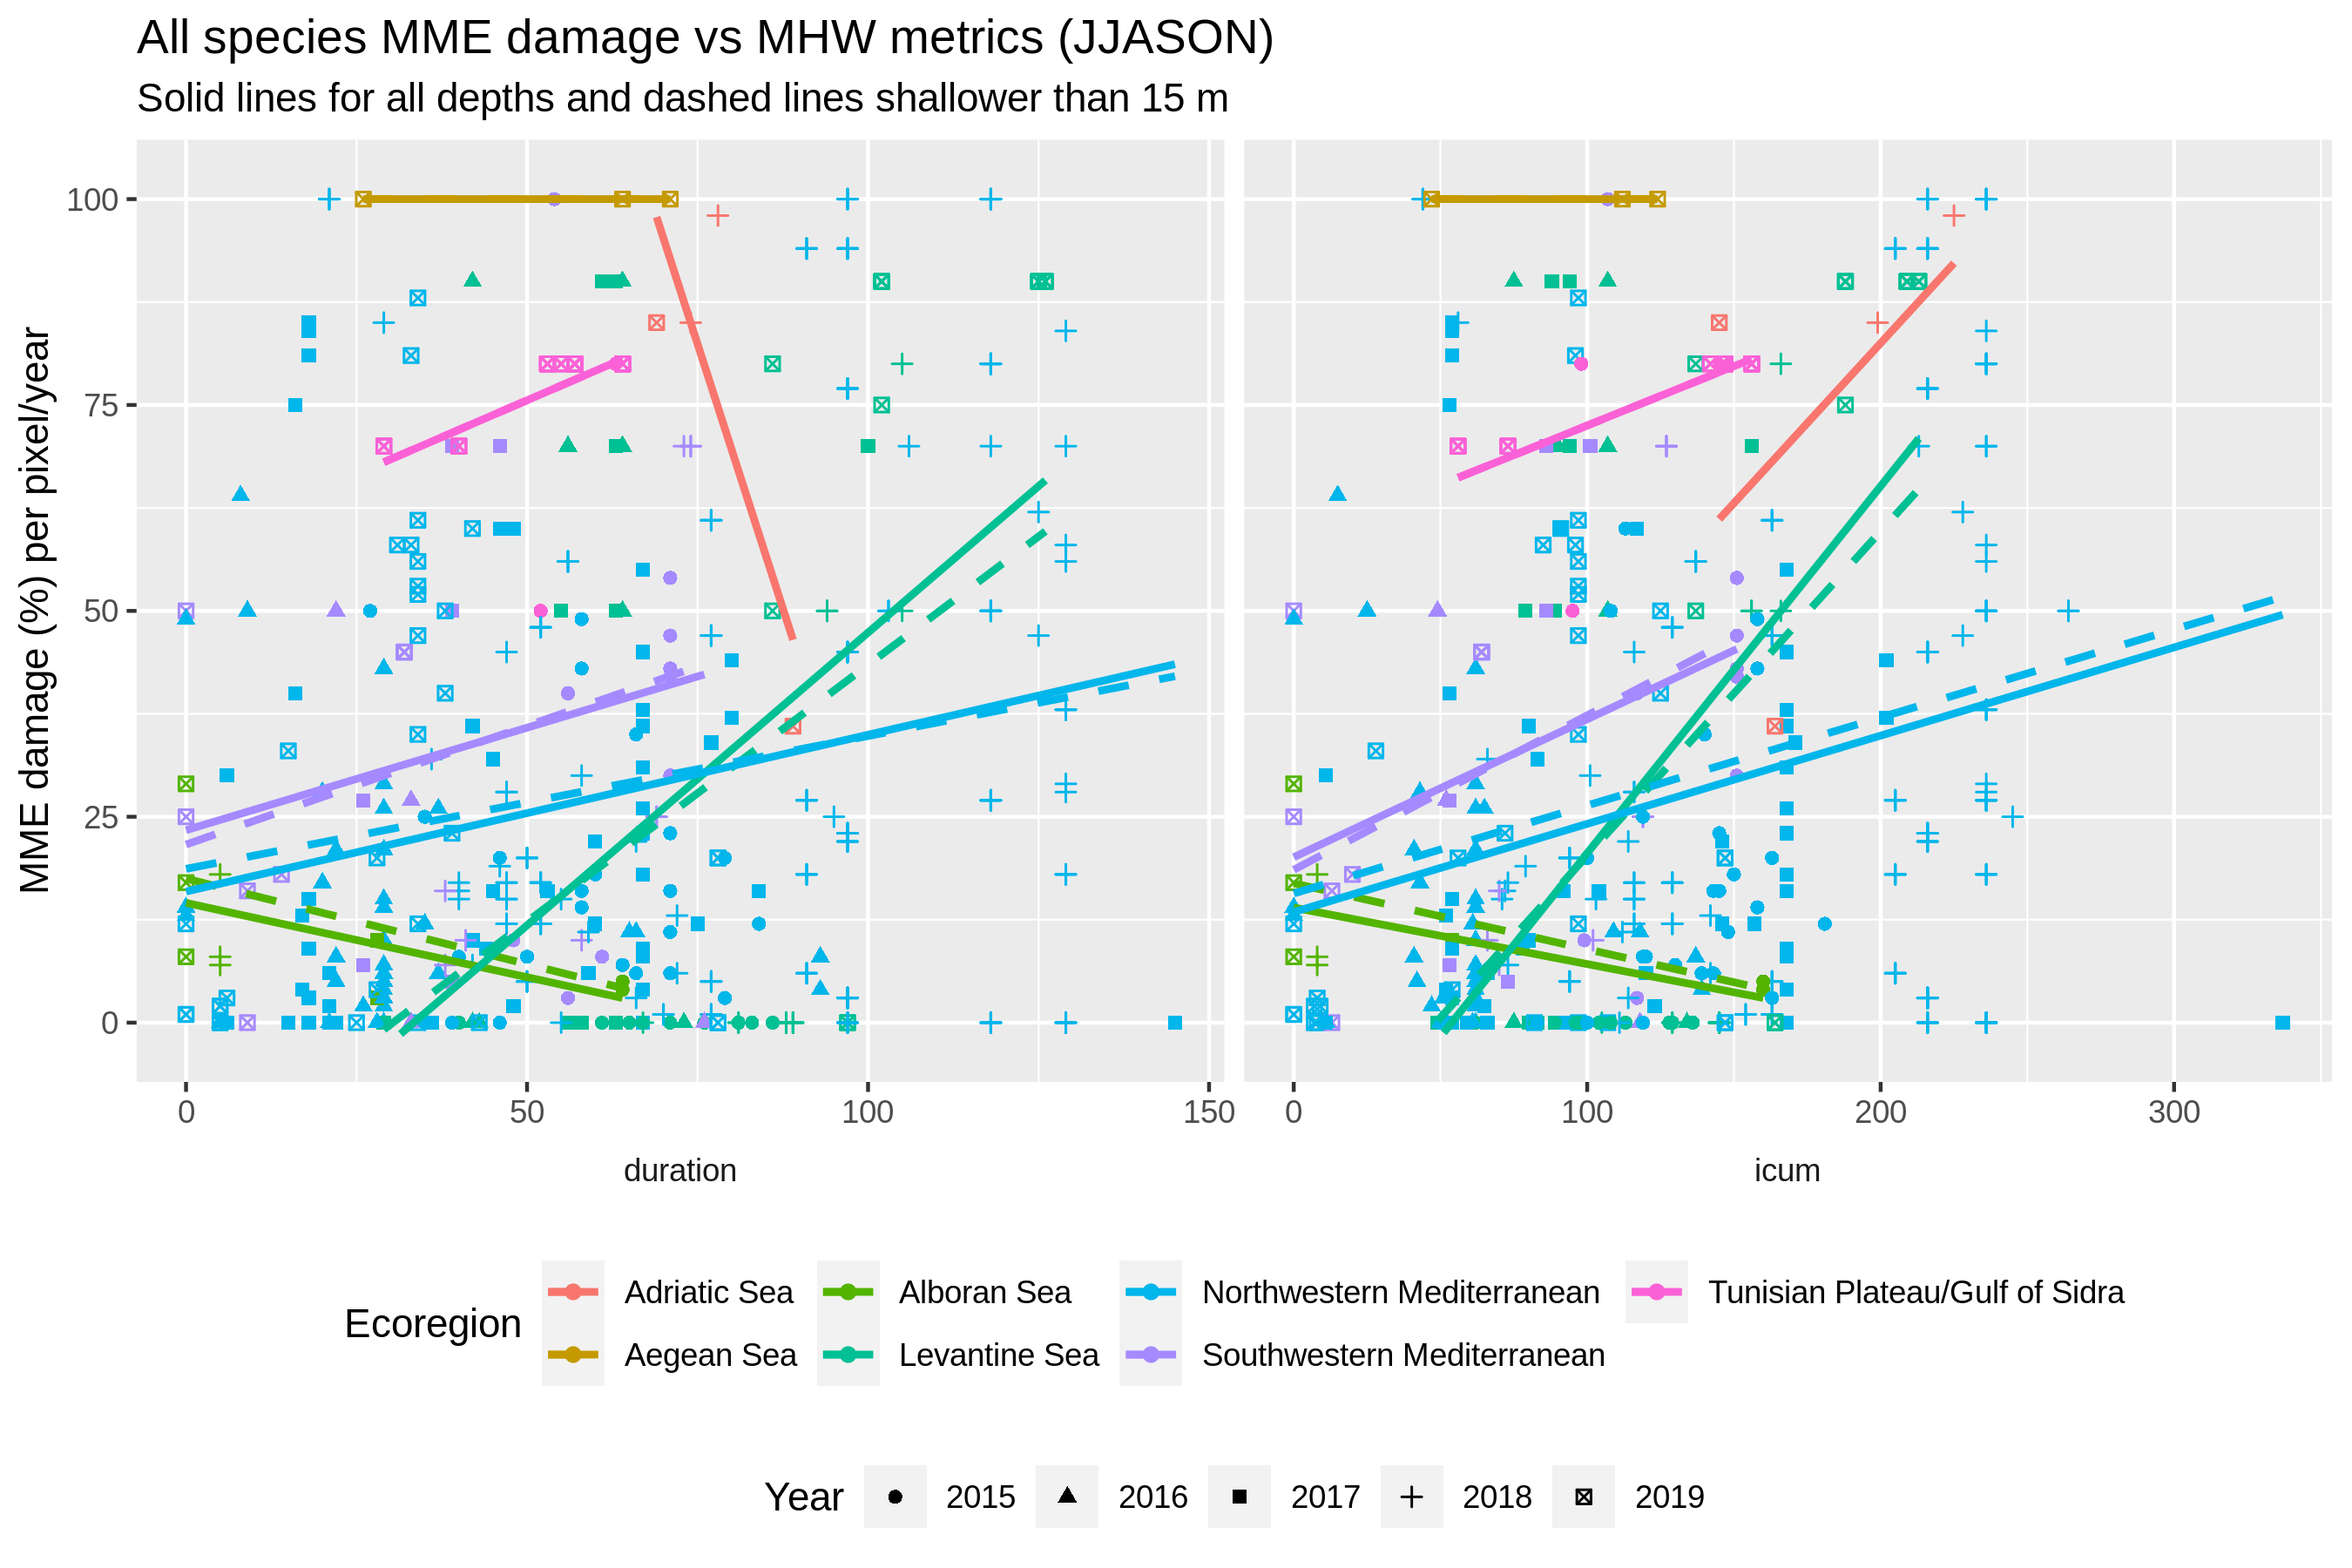 All species MME damage vs MHW metrics (JJASON)
Solid lines for all depths and dashed lines shallower than 15 m
MME damage (%) per pixel/year
100
75
50
25
0
0 50 100 150
0 100 200 300
duration
icum
Ecoregion
Adriatic Sea Alboran Sea Northwestern Mediterranean Tunisian Plateau/Gulf of Sidra
Aegean Sea Levantine Sea Southwestern Mediterranean
Year 2015 2016 2017 2018 2019